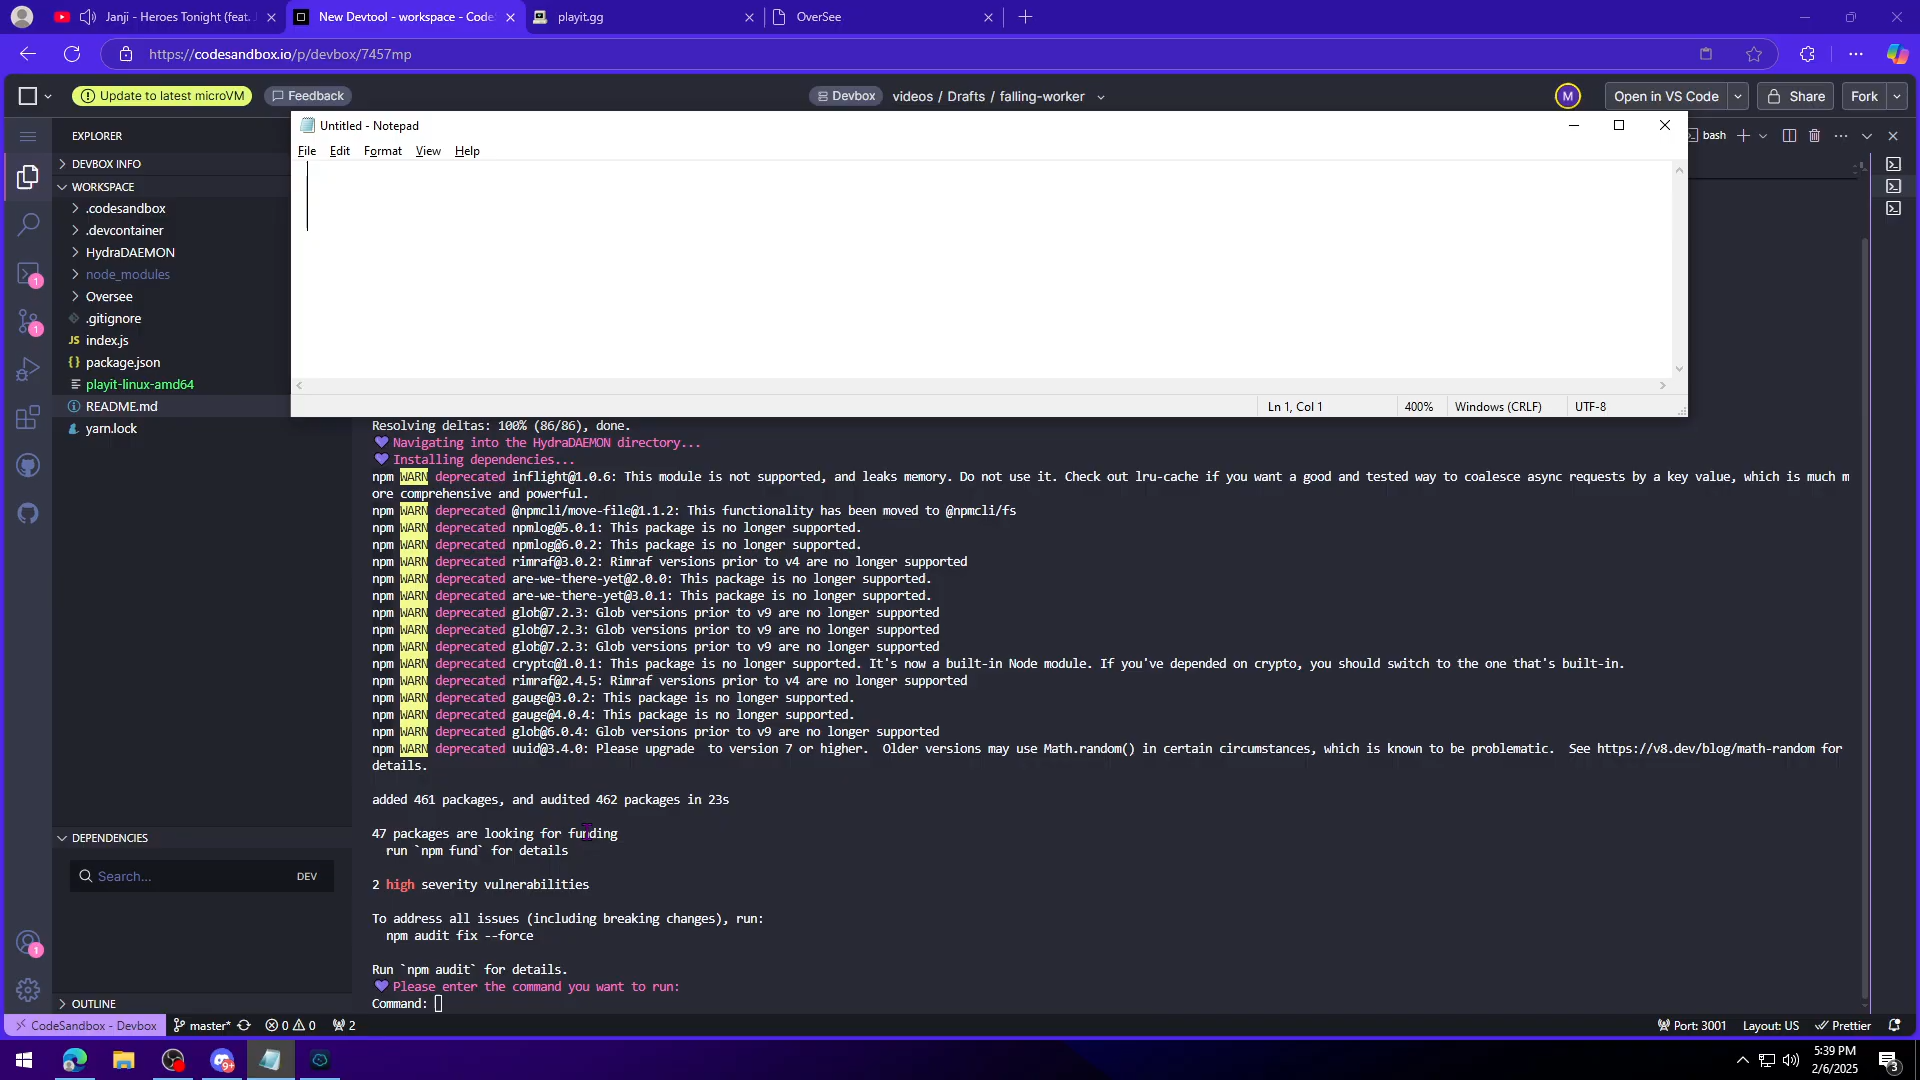 Janji - Heroes Tonight (feat. J
New Devtool - workspace - CodeS
playit.gg
OverSee
https://codesandbox.io/p/devbox/7457mp
Update to latest microVM
Feedback
Devbox
videos / Drafts / falling-worker
M
Open in VS Code
Share
Fork
EXPLORER
bash
DEVBOX INFO
WORKSPACE
.codesandbox
.devcontainer
HydraDAEMON
node_modules
Oversee
.gitignore
JS index.js
{} package.json
playit-linux-amd64
README.md
yarn.lock
1
1
Untitled - Notepad
File Edit Format View Help
Ln 1, Col 1
400%
Windows (CRLF)
UTF-8
Resolving deltas: 100% (86/86), done.
💜 Navigating into the HydraDAEMON directory...
💜 Installing dependencies...
npm WARN deprecated inflight@1.0.6: This module is not supported, and leaks memory. Do not use it. Check out lru-cache if you want a good and tested way to coalesce async requests by a key value, which is much m
ore comprehensive and powerful.
npm WARN deprecated @npmcli/move-file@1.1.2: This functionality has been moved to @npmcli/fs
npm WARN deprecated npmlog@5.0.1: This package is no longer supported.
npm WARN deprecated npmlog@6.0.2: This package is no longer supported.
npm WARN deprecated rimraf@3.0.2: Rimraf versions prior to v4 are no longer supported
npm WARN deprecated are-we-there-yet@2.0.0: This package is no longer supported.
npm WARN deprecated are-we-there-yet@3.0.1: This package is no longer supported.
npm WARN deprecated glob@7.2.3: Glob versions prior to v9 are no longer supported
npm WARN deprecated glob@7.2.3: Glob versions prior to v9 are no longer supported
npm WARN deprecated glob@7.2.3: Glob versions prior to v9 are no longer supported
npm WARN deprecated crypto@1.0.1: This package is no longer supported. It's now a built-in Node module. If you've depended on crypto, you should switch to the one that's built-in.
npm WARN deprecated rimraf@2.4.5: Rimraf versions prior to v4 are no longer supported
npm WARN deprecated gauge@3.0.2: This package is no longer supported.
npm WARN deprecated gauge@4.0.4: This package is no longer supported.
npm WARN deprecated glob@6.0.4: Glob versions prior to v9 are no longer supported
npm WARN deprecated uuid@3.4.0: Please upgrade  to version 7 or higher.  Older versions may use Math.random() in certain circumstances, which is known to be problematic.  See https://v8.dev/blog/math-random for
details.
added 461 packages, and audited 462 packages in 23s
47 packages are looking for funding
run `npm fund` for details
2 high severity vulnerabilities
To address all issues (including breaking changes), run:
npm audit fix --force
Run `npm audit` for details.
💜 Please enter the command you want to run:
Command:
DEPENDENCIES
Search...
DEV
1
OUTLINE
CodeSandbox - Devbox
master*
0
0
2
Port: 3001
Layout: US
Prettier
9+
5:39 PM
2/6/2025
3